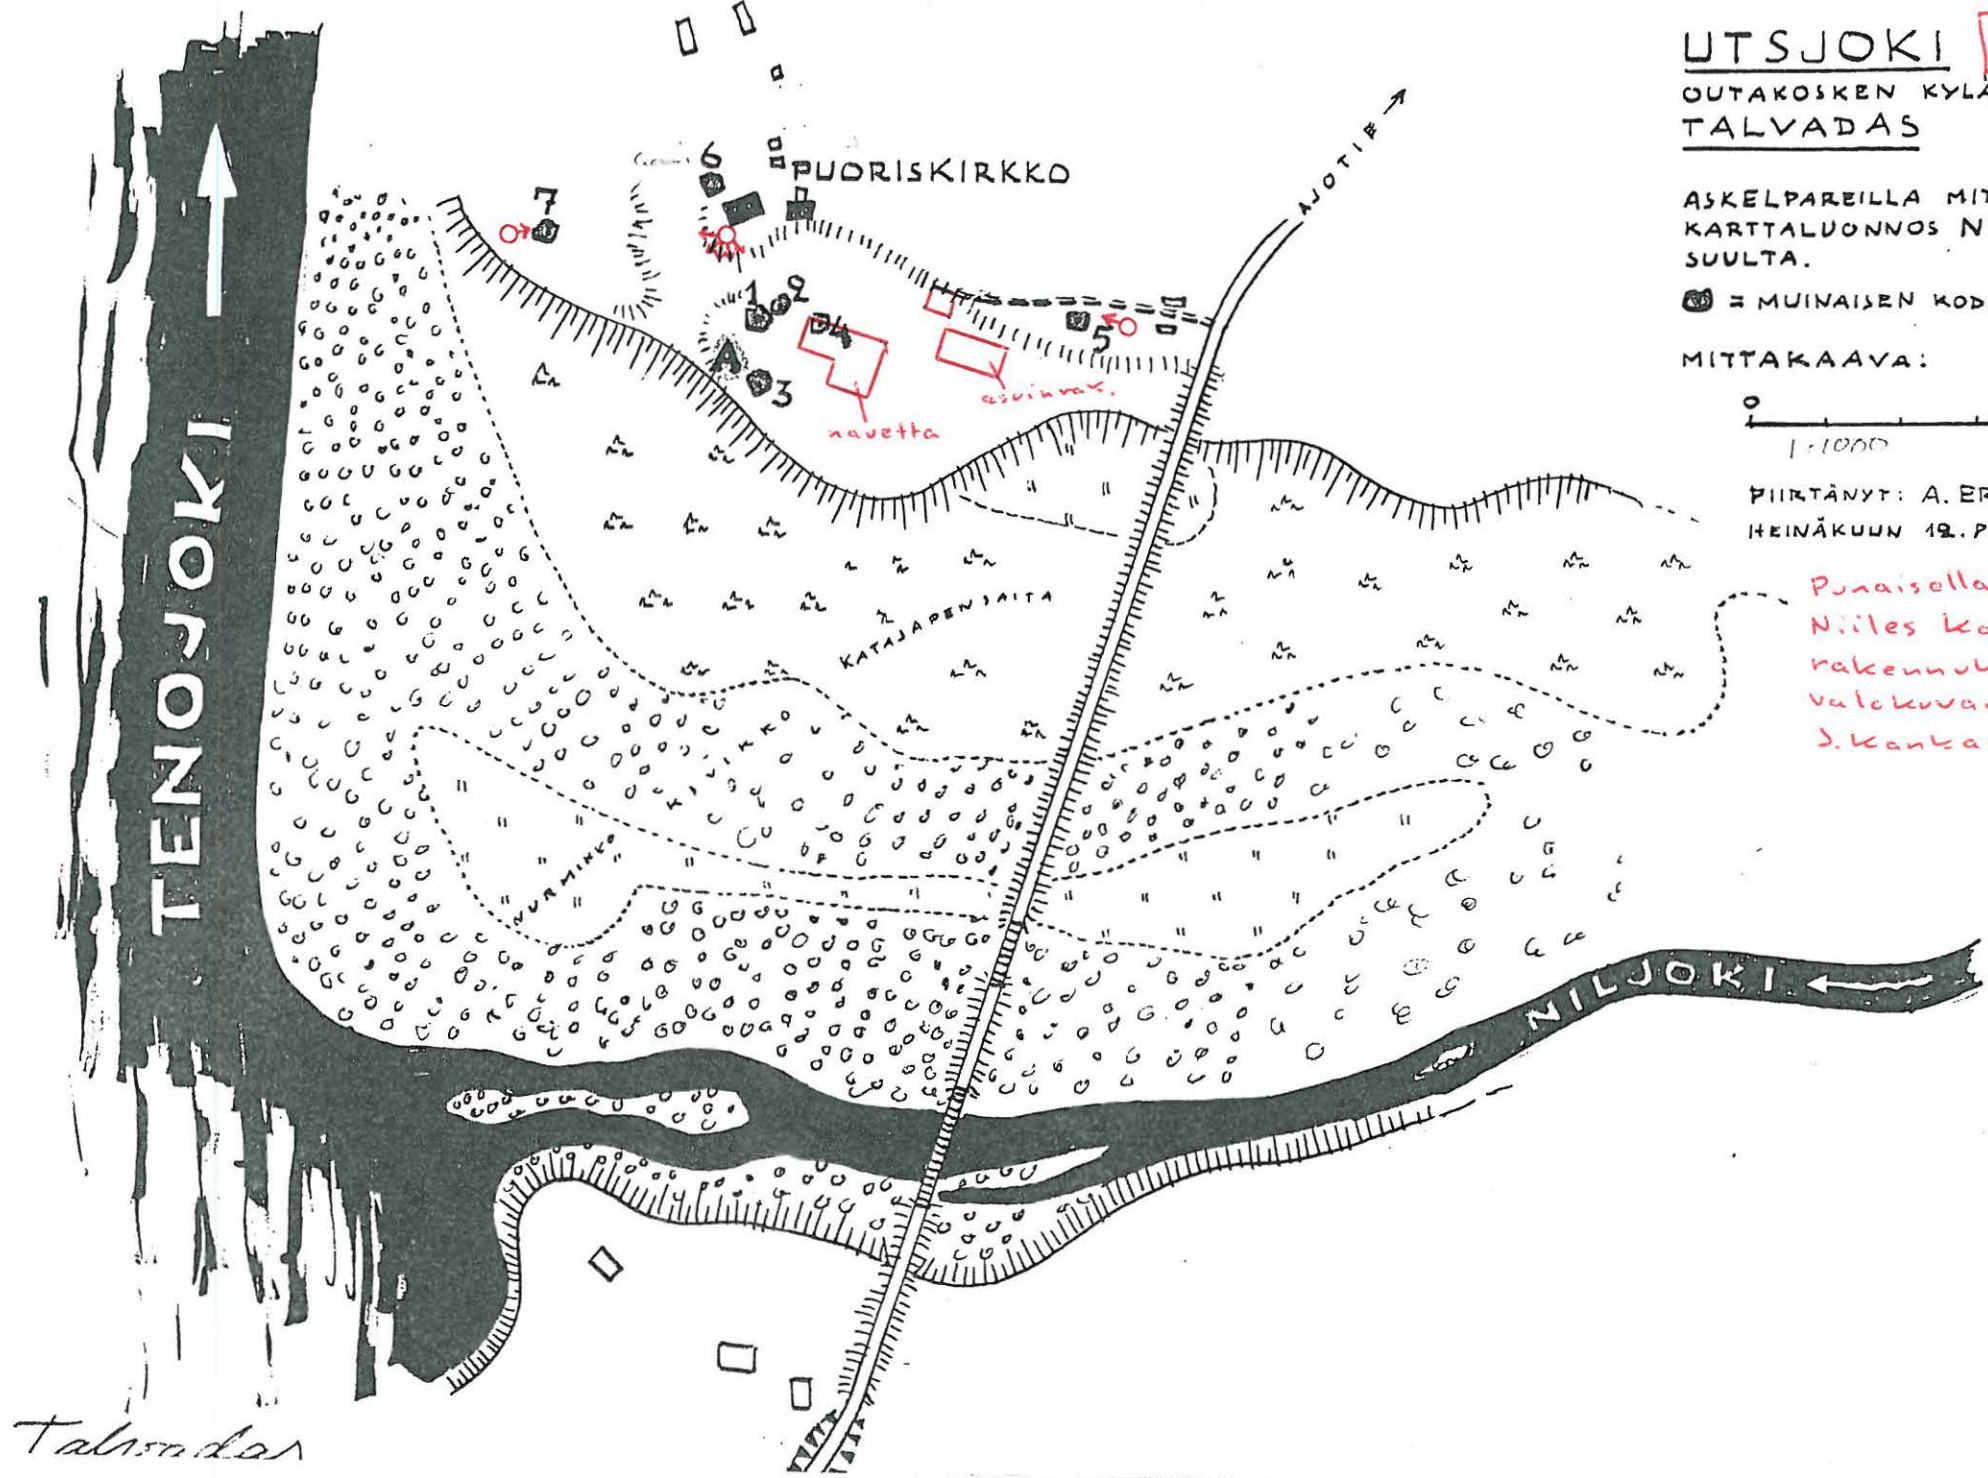 UTSJOKI
OUTAKOSKEN KYLÄ
TALVADAS
ASKELPAREILLA MIT
KARTTALUONNOS N
SUULTA.
= MUINAISEN KOD
MITTAKAAVA:
0
1:1000
PIIRTÄNYT: A. ER
HEINÄKUUN 12. P
Punaisella
Niiles Ka
rakennuk
valokuva
J. Kanka
6
PUORISKIRKKO
7
AJOTIE
1
2
4
5
A
3
asuinrak.
navetta
KATAJAPENSAITA
KIVIKKO
NURMIKKO
TENOJOKI
NILJOKI
Talvadas